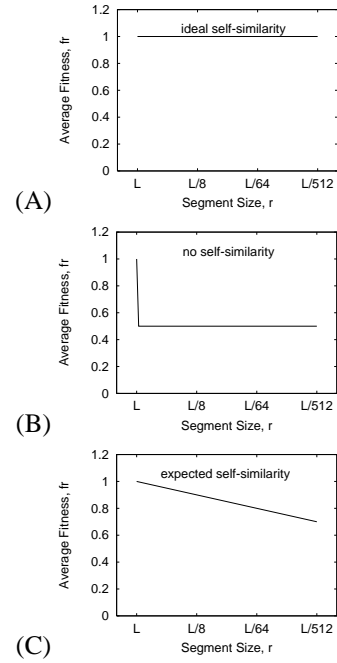 1.2
ideal self-similarity
1
0.8
0.6
0.4
0.2
0
Average Fitness, fr
L L/8 L/64 L/512
Segment Size, r
(A)
1.2
no self-similarity
1
0.8
0.6
0.4
0.2
0
Average Fitness, fr
L L/8 L/64 L/512
Segment Size, r
(B)
1.2
expected self-similarity
1
0.8
0.6
0.4
0.2
0
Average Fitness, fr
L L/8 L/64 L/512
Segment Size, r
(C)